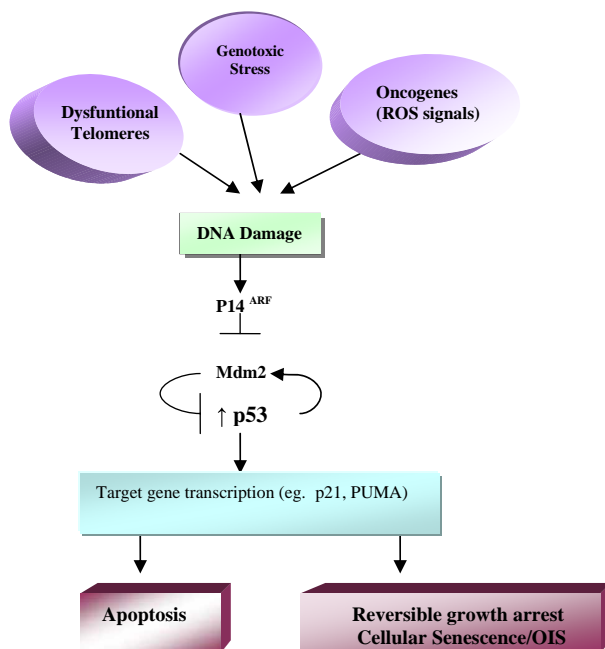 Genotoxic
Stress
Dysfuntional
Telomeres
Oncogenes
(ROS signals)
DNA Damage
P14 ARF
Mdm2
↑ p53
Target gene transcription (eg. p21, PUMA)
Apoptosis
Reversible growth arrest
Cellular Senescence/OIS